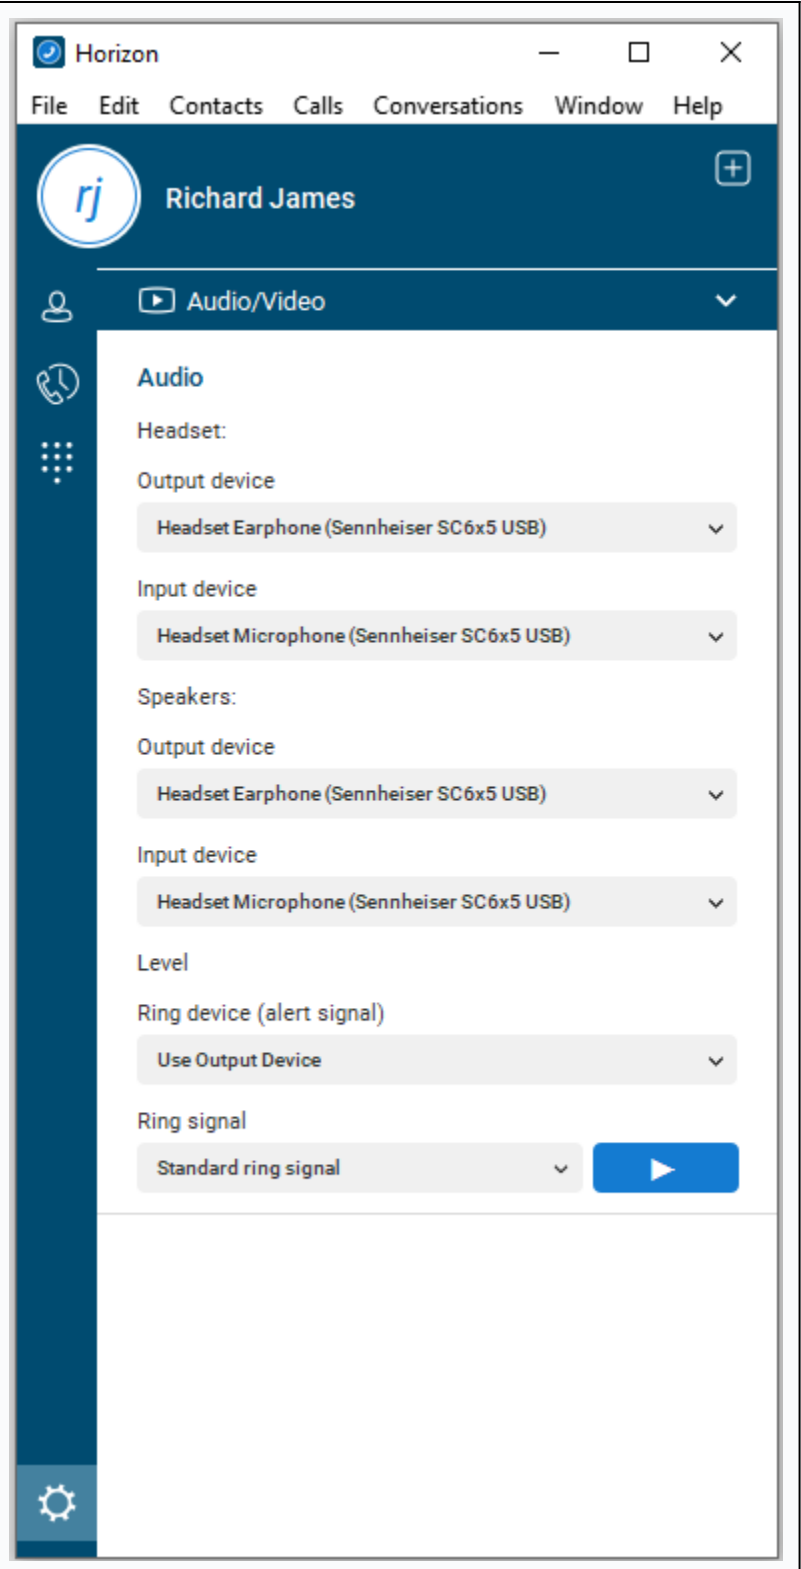 Horizon
File Edit Contacts Calls Conversations Window Help
rj Richard James
Audio/Video
Audio
Headset:
Output device
Headset Earphone (Sennheiser SC6x5 USB)
Input device
Headset Microphone (Sennheiser SC6x5 USB)
Speakers:
Output device
Headset Earphone (Sennheiser SC6x5 USB)
Input device
Headset Microphone (Sennheiser SC6x5 USB)
Level
Ring device (alert signal)
Use Output Device
Ring signal
Standard ring signal